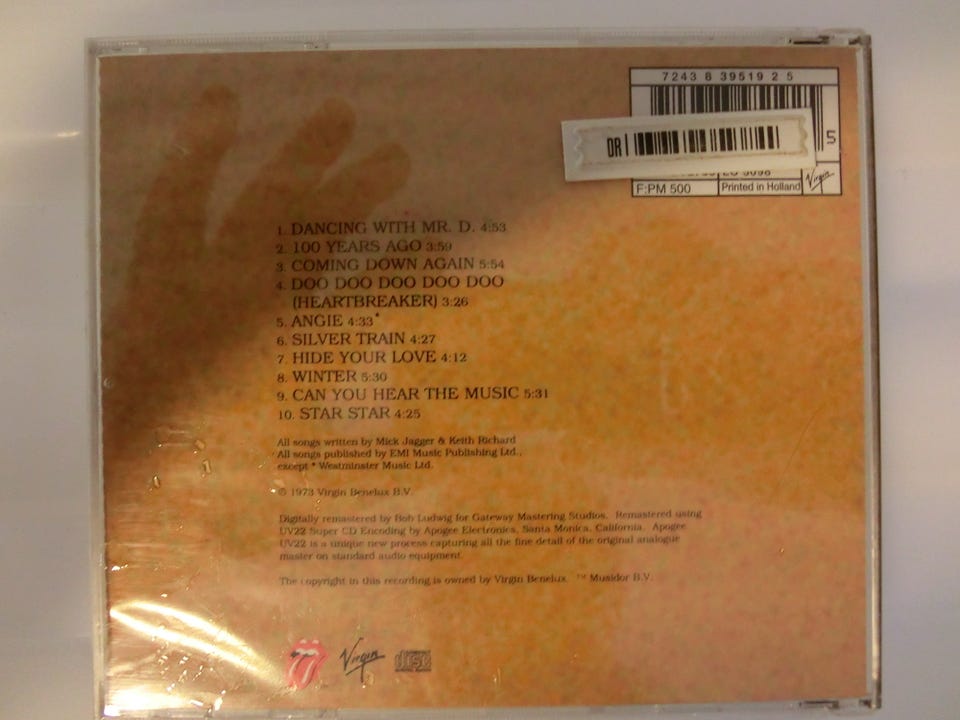 7243 8 39519 2 5
5
DRI
F:PM 500
Printed in Holland
Virgin
1. DANCING WITH MR. D. 4:53
2. 100 YEARS AGO 3:59
3. COMING DOWN AGAIN 5:54
4. DOO DOO DOO DOO DOO
(HEARTBREAKER) 3:26
5. ANGIE 4:33*
6. SILVER TRAIN 4:27
7. HIDE YOUR LOVE 4:12
8. WINTER 5:30
9. CAN YOU HEAR THE MUSIC 5:31
10. STAR STAR 4:25
All songs written by Mick Jagger & Keith Richard
All songs published by EMI Music Publishing Ltd.,
except * Westminster Music Ltd.
© 1973 Virgin Benelux B.V.
Digitally remastered by Bob Ludwig for Gateway Mastering Studios. Remastered using
UV22 Super CD Encoding by Apogee Electronics, Santa Monica, California. Apogee
UV22 is a unique new process capturing all the fine detail of the original analogue
master on standard audio equipment.
The copyright in this recording is owned by Virgin Benelux. ™ Musidor B.V.
Virgin
disc